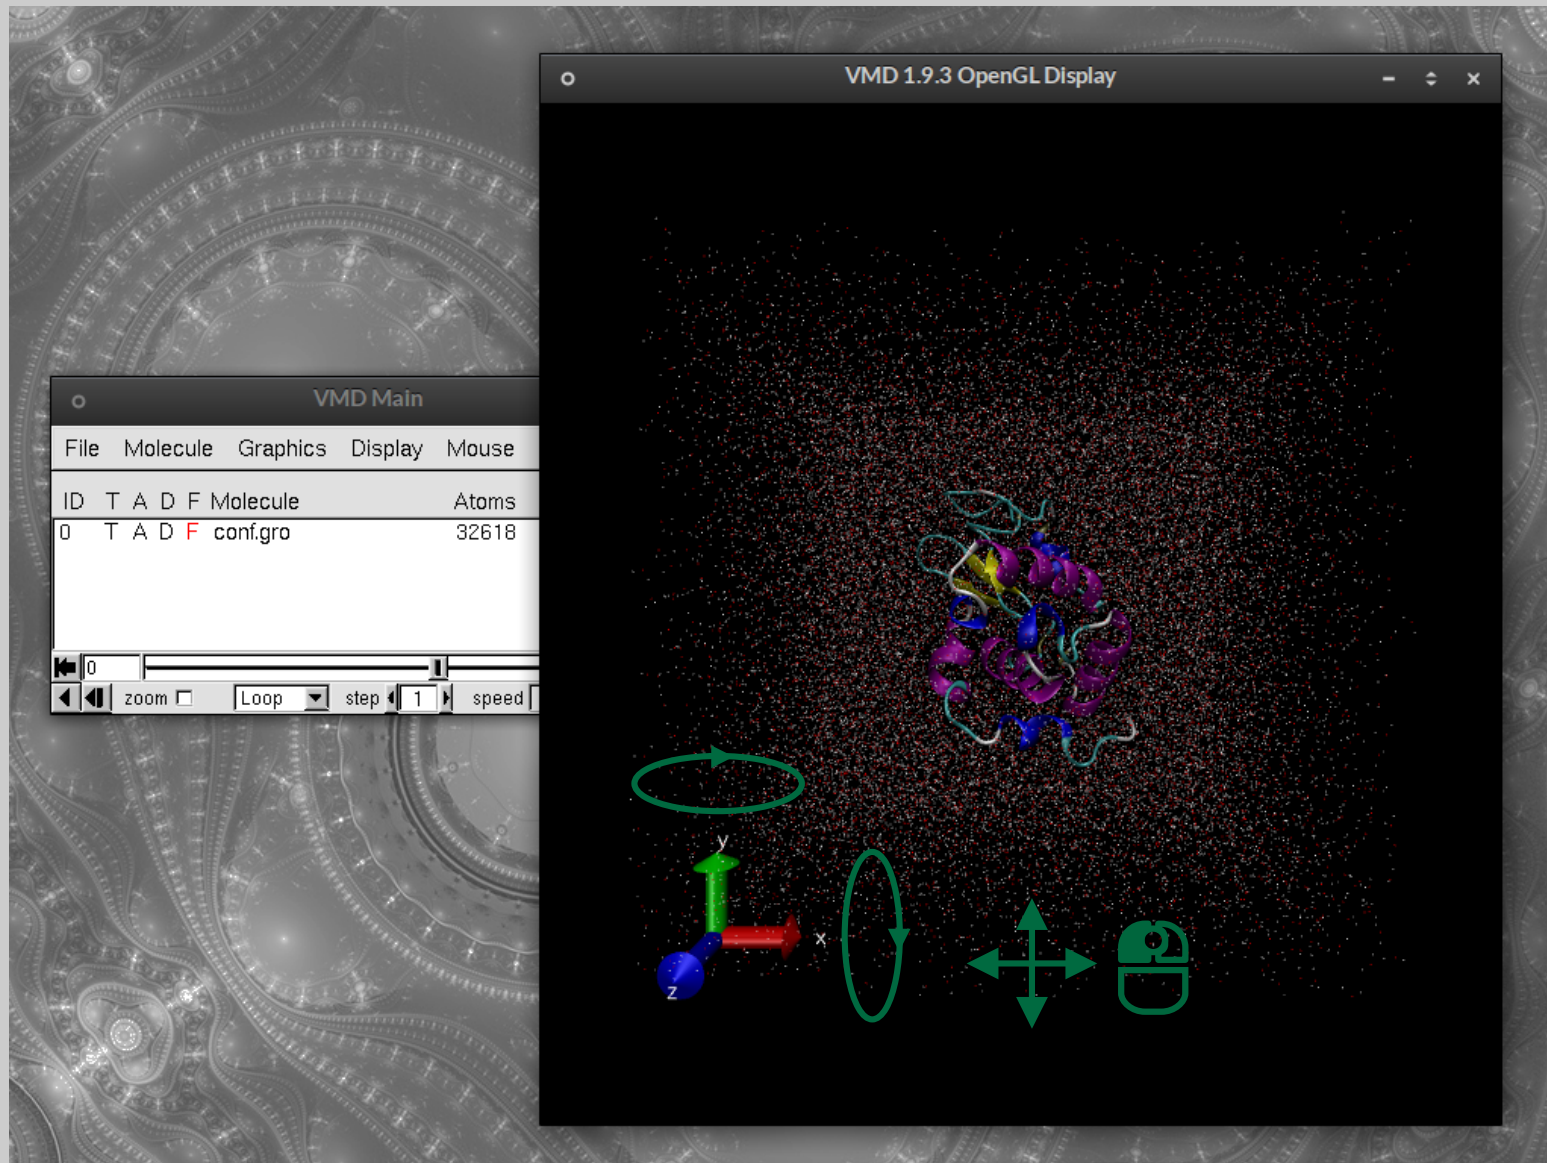 VMD 1.9.3 OpenGL Display
VMD Main
File Molecule Graphics Display Mouse
ID T A D F Molecule Atoms
0 T A D F conf.gro 32618
0
zoom Loop step 1 speed
y
x
z